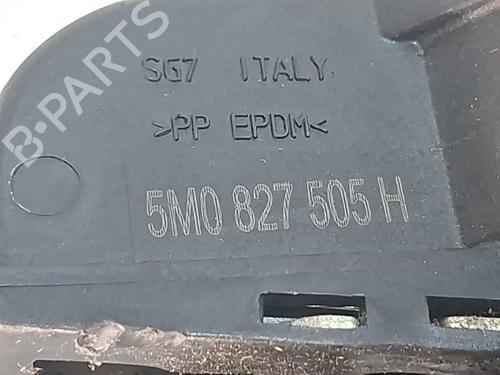 B-PARTS
SG7 ITALY
>PP EPDM<
5M0 827 505 H